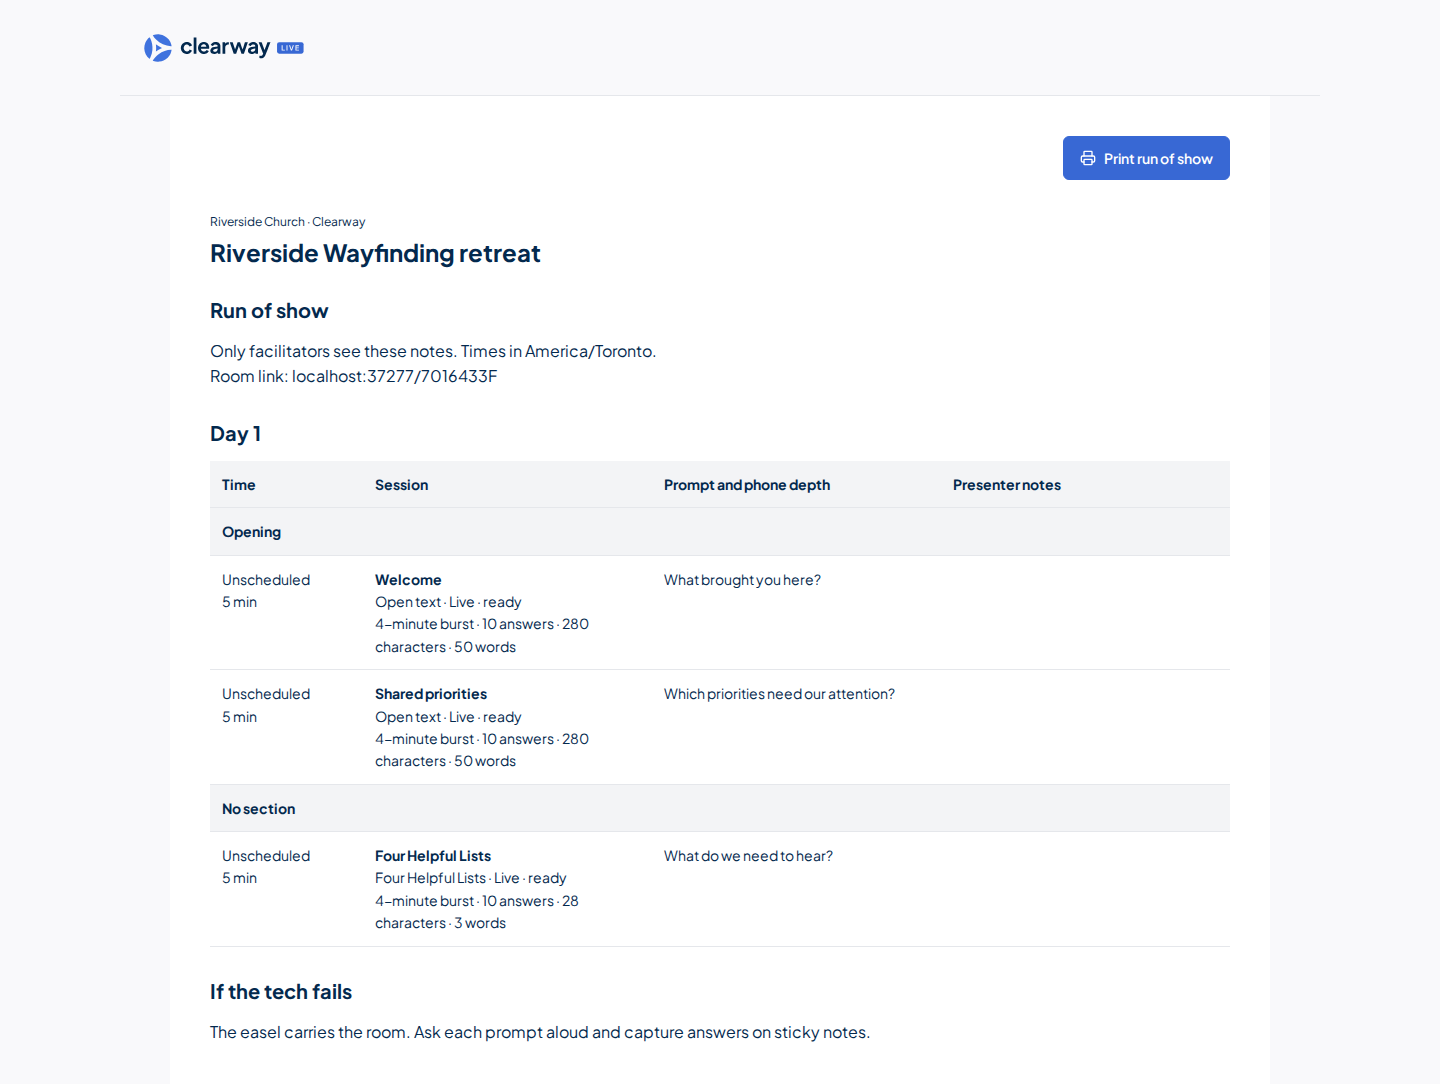 clearway LIVE
Print run of show
Riverside Church · Clearway
Riverside Wayfinding retreat
Run of show
Only facilitators see these notes. Times in America/Toronto.
Room link: localhost:37277/7016433F
Day 1
Time Session Prompt and phone depth Presenter notes
Opening
Unscheduled Welcome What brought you here?
5 min Open text · Live · ready
4-minute burst · 10 answers · 280
characters · 50 words
Unscheduled Shared priorities Which priorities need our attention?
5 min Open text · Live · ready
4-minute burst · 10 answers · 280
characters · 50 words
No section
Unscheduled Four Helpful Lists What do we need to hear?
5 min Four Helpful Lists · Live · ready
4-minute burst · 10 answers · 28
characters · 3 words
If the tech fails
The easel carries the room. Ask each prompt aloud and capture answers on sticky notes.